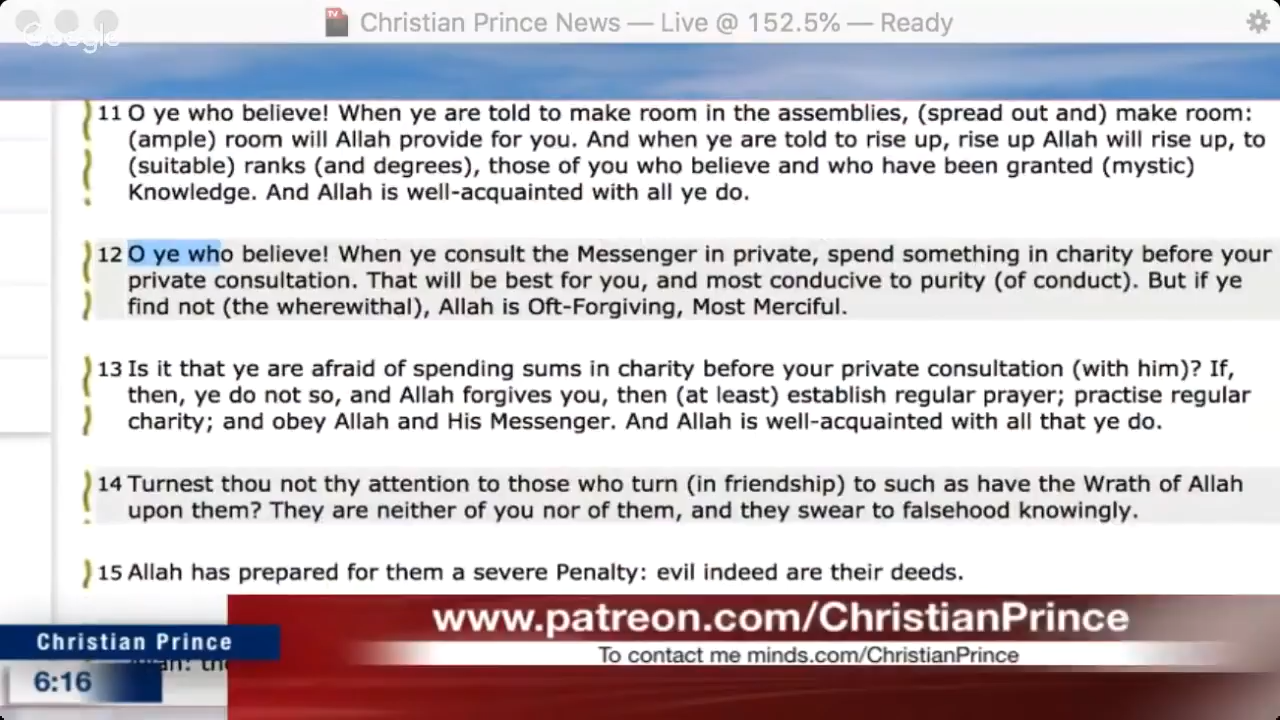 Christian Prince News — Live @ 152.5% — Ready
Google
TV
11 O ye who believe! When ye are told to make room in the assemblies, (spread out and) make room:
(ample) room will Allah provide for you. And when ye are told to rise up, rise up Allah will rise up, to
(suitable) ranks (and degrees), those of you who believe and who have been granted (mystic)
Knowledge. And Allah is well-acquainted with all ye do.
12 O ye who believe! When ye consult the Messenger in private, spend something in charity before your
private consultation. That will be best for you, and most conducive to purity (of conduct). But if ye
find not (the wherewithal), Allah is Oft-Forgiving, Most Merciful.
13 Is it that ye are afraid of spending sums in charity before your private consultation (with him)? If,
then, ye do not so, and Allah forgives you, then (at least) establish regular prayer; practise regular
charity; and obey Allah and His Messenger. And Allah is well-acquainted with all that ye do.
14 Turnest thou not thy attention to those who turn (in friendship) to such as have the Wrath of Allah
upon them? They are neither of you nor of them, and they swear to falsehood knowingly.
15 Allah has prepared for them a severe Penalty: evil indeed are their deeds.
www.patreon.com/ChristianPrince
Christian Prince
To contact me minds.com/ChristianPrince
6:16